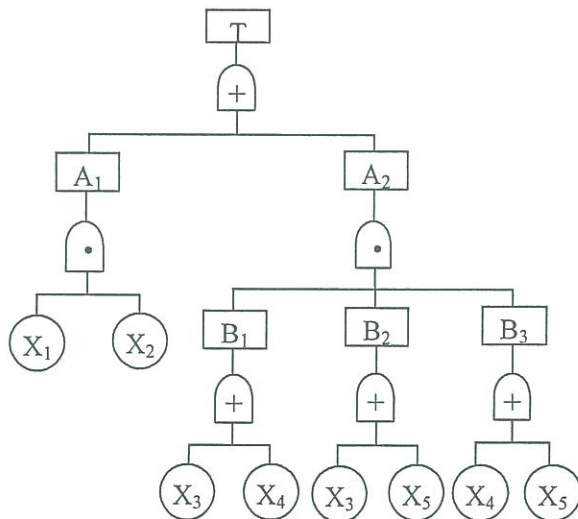 T
+
A₁ A₂
• •
B₁ B₂ B₃
X₁ X₂
+ + +
X₃ X₄ X₃ X₅ X₄ X₅